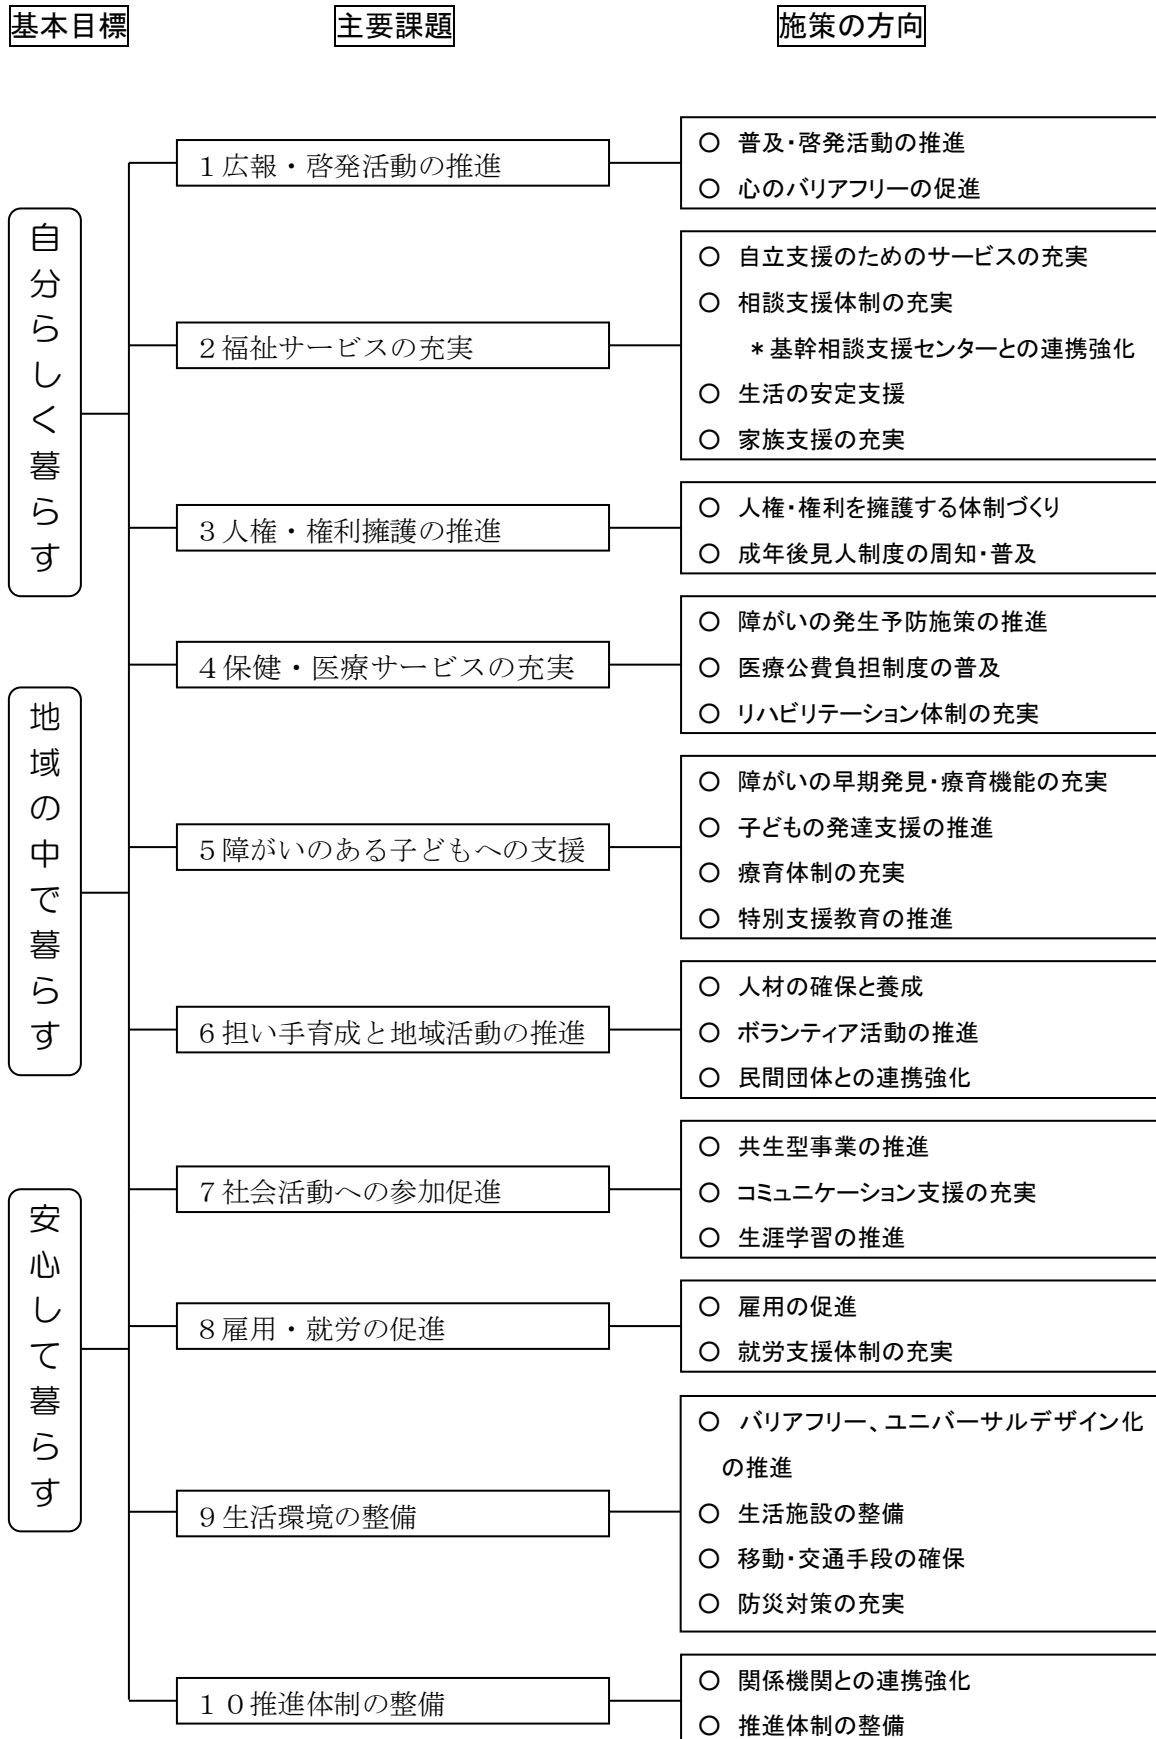 基本目標
主要課題
施策の方向
自分らしく暮らす
地域の中で暮らす
安心して暮らす
１広報・啓発活動の推進
○ 普及・啓発活動の推進
○ 心のバリアフリーの促進
２福祉サービスの充実
○ 自立支援のためのサービスの充実
○ 相談支援体制の充実
＊基幹相談支援センターとの連携強化
○ 生活の安定支援
○ 家族支援の充実
３人権・権利擁護の推進
○ 人権・権利を擁護する体制づくり
○ 成年後見人制度の周知・普及
４保健・医療サービスの充実
○ 障がいの発生予防施策の推進
○ 医療公費負担制度の普及
○ リハビリテーション体制の充実
５障がいのある子どもへの支援
○ 障がいの早期発見・療育機能の充実
○ 子どもの発達支援の推進
○ 療育体制の充実
○ 特別支援教育の推進
６担い手育成と地域活動の推進
○ 人材の確保と養成
○ ボランティア活動の推進
○ 民間団体との連携強化
７社会活動への参加促進
○ 共生型事業の推進
○ コミュニケーション支援の充実
○ 生涯学習の推進
８雇用・就労の促進
○ 雇用の促進
○ 就労支援体制の充実
９生活環境の整備
○ バリアフリー、ユニバーサルデザイン化
の推進
○ 生活施設の整備
○ 移動・交通手段の確保
○ 防災対策の充実
１０推進体制の整備
○ 関係機関との連携強化
○ 推進体制の整備